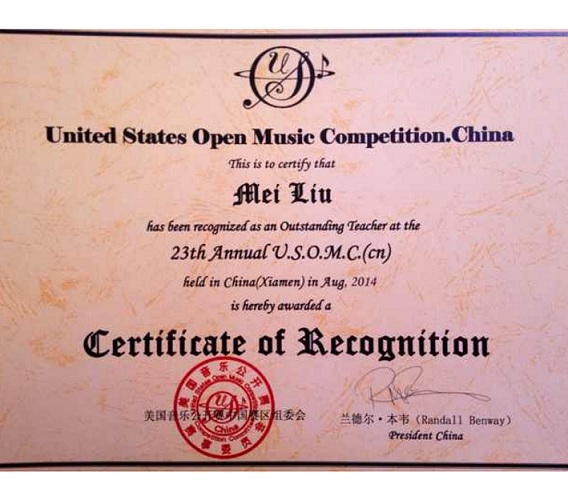 United States Open Music Competition.China
This is to certify that
Mei Liu
has been recognized as an Outstanding Teacher at the
23th Annual U.S.O.M.C.(cn)
held in China(Xiamen) in Aug, 2014
is hereby awarded a
Certificate of Recognition
美国音乐公开赛中国赛区组委会
兰德尔·本韦 (Randall Benway)
President China